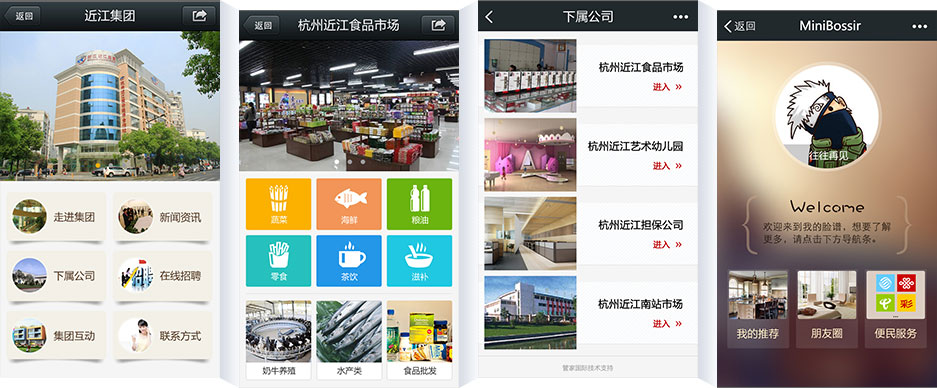 返回
近江集团
走进集团
新闻资讯
下属公司
在线招聘
集团互动
联系方式
返回
杭州近江食品市场
蔬菜
海鲜
粮油
零食
茶饮
滋补
奶牛养殖
水产类
食品批发
下属公司
杭州近江食品市场
进入 »
杭州近江艺术幼儿园
进入 »
杭州近江担保公司
进入 »
杭州近江南站市场
进入 »
管家国际技术支持
返回
MiniBossir
往往再见
Welcome
欢迎来到我的脸谱，想要了解
更多，请点击下方导航条。
我的推荐
朋友圈
便民服务
彩